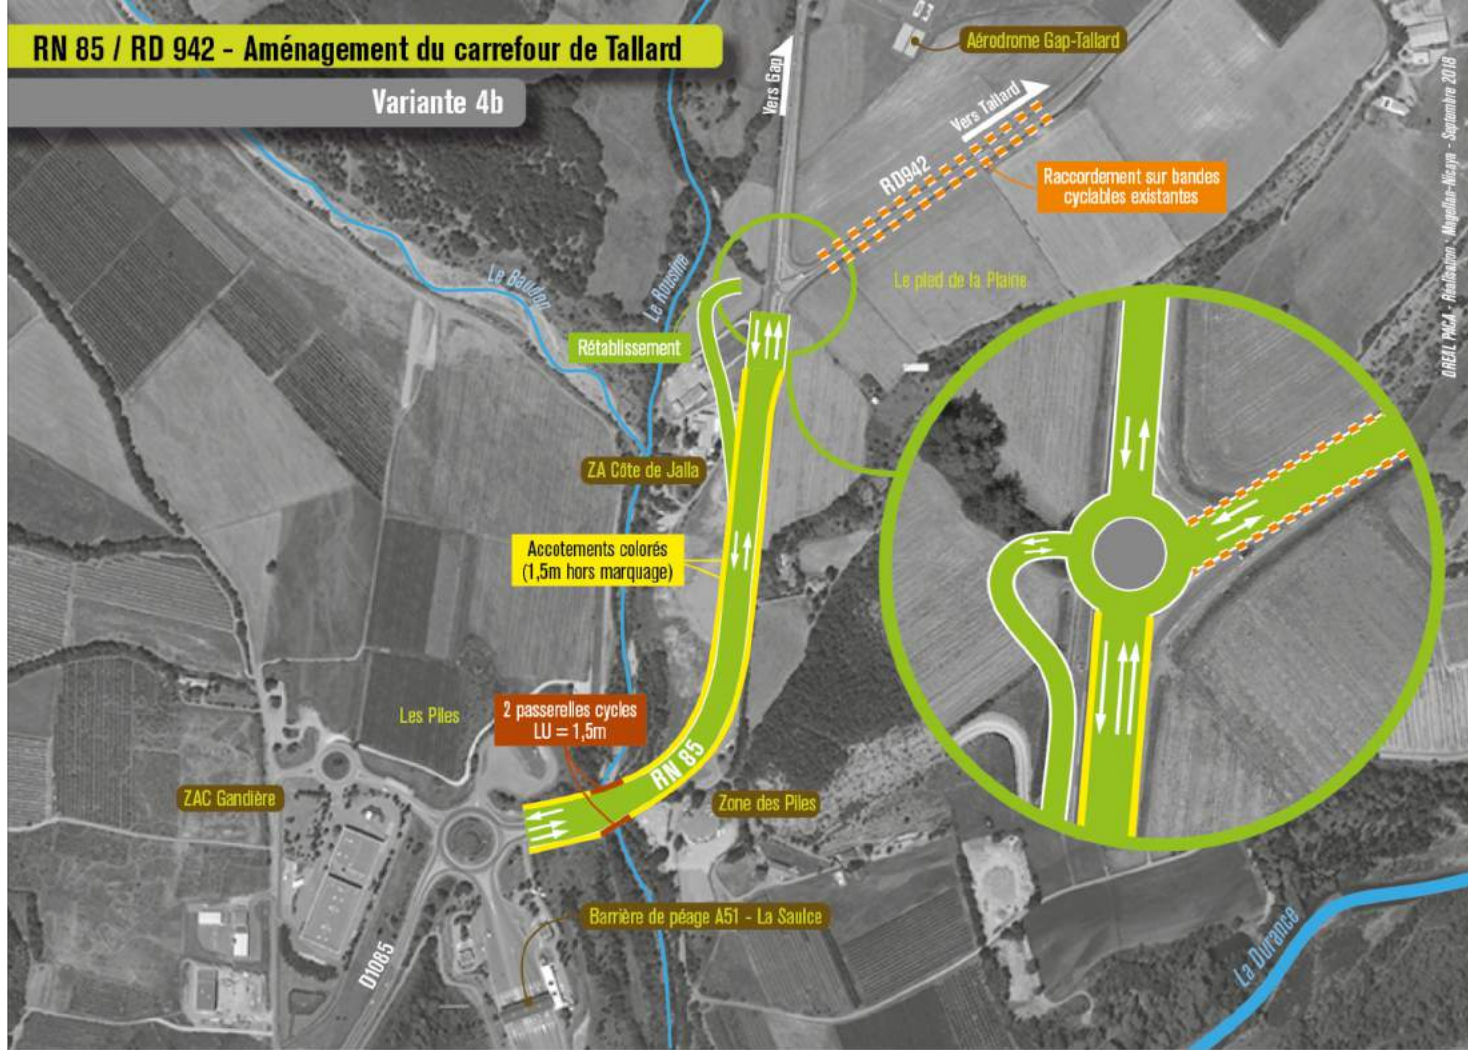 RN 85 / RD 942 - Aménagement du carrefour de Tallard
Variante 4b
Vers Gap
Aérodrome Gap-Tallard
Vers Tallard
RD942
Raccordement sur bandes
cyclables existantes
DREAL PACA - Réalisation : Magellan-Nicaya - Septembre 2018
Le Baudon
Le Rousine
Le pied de la Plairie
Rétablissement
ZA Côte de Jalla
Accotements colorés
(1,5m hors marquage)
2 passerelles cycles
LU = 1,5m
Les Piles
RN 85
ZAC Gandière
Zone des Piles
Barrière de péage A51 - La Saulce
D1085
La Durance